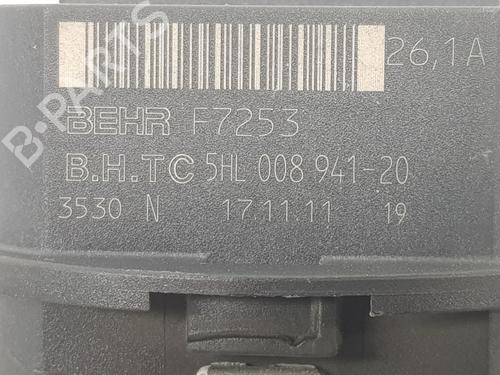 26,1A
BEHR F7253
B.H.TC 5HL 008 941-20
3530 N 17.11.11 19
B-PARTS